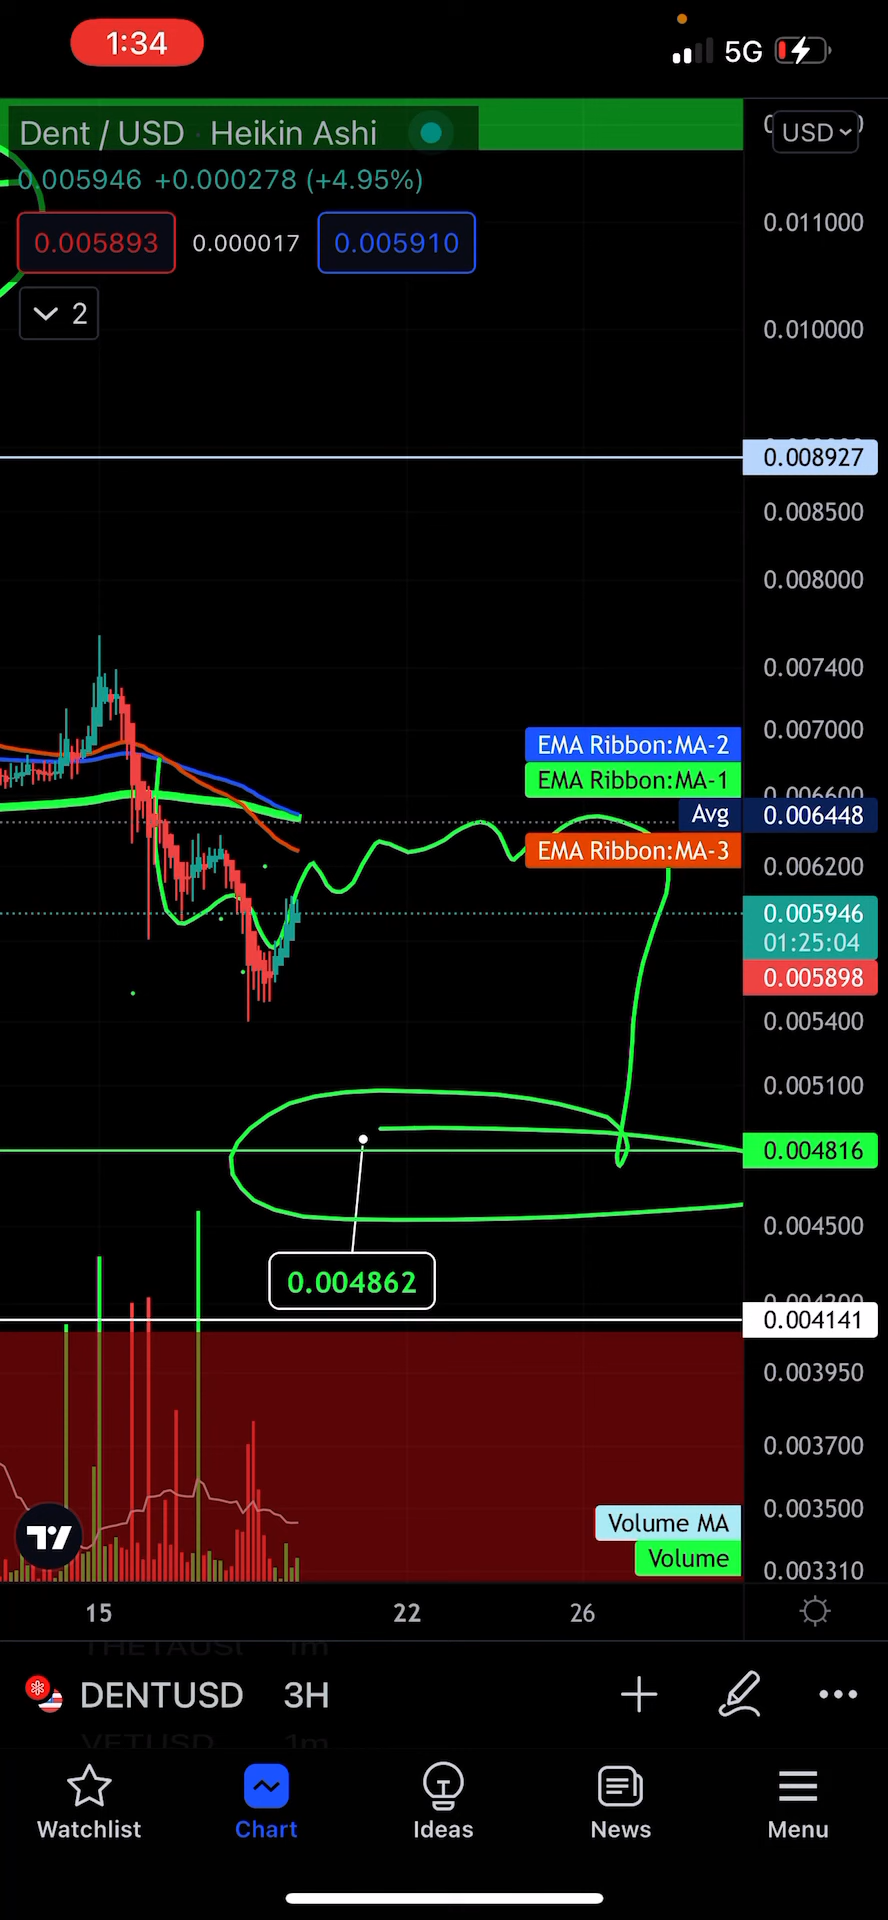 1:34
5G
Dent / USD · Heikin Ashi
USD
0.005946 +0.000278 (+4.95%)
0.005893 0.000017 0.005910
2
0.011000
0.010000
0.008927
0.008500
0.008000
0.007400
0.007000
EMA Ribbon:MA-2
EMA Ribbon:MA-1
0.006600
Avg 0.006448
EMA Ribbon:MA-3
0.006200
0.005946
01:25:04
0.005898
0.005400
0.005100
0.004816
0.004500
0.004862
0.004141
0.003950
0.003700
0.003500
Volume MA
Volume
0.003310
15 22 26
THETAUSD 1m
DENTUSD 3H
VETUSD 1m
Watchlist Chart Ideas News Menu